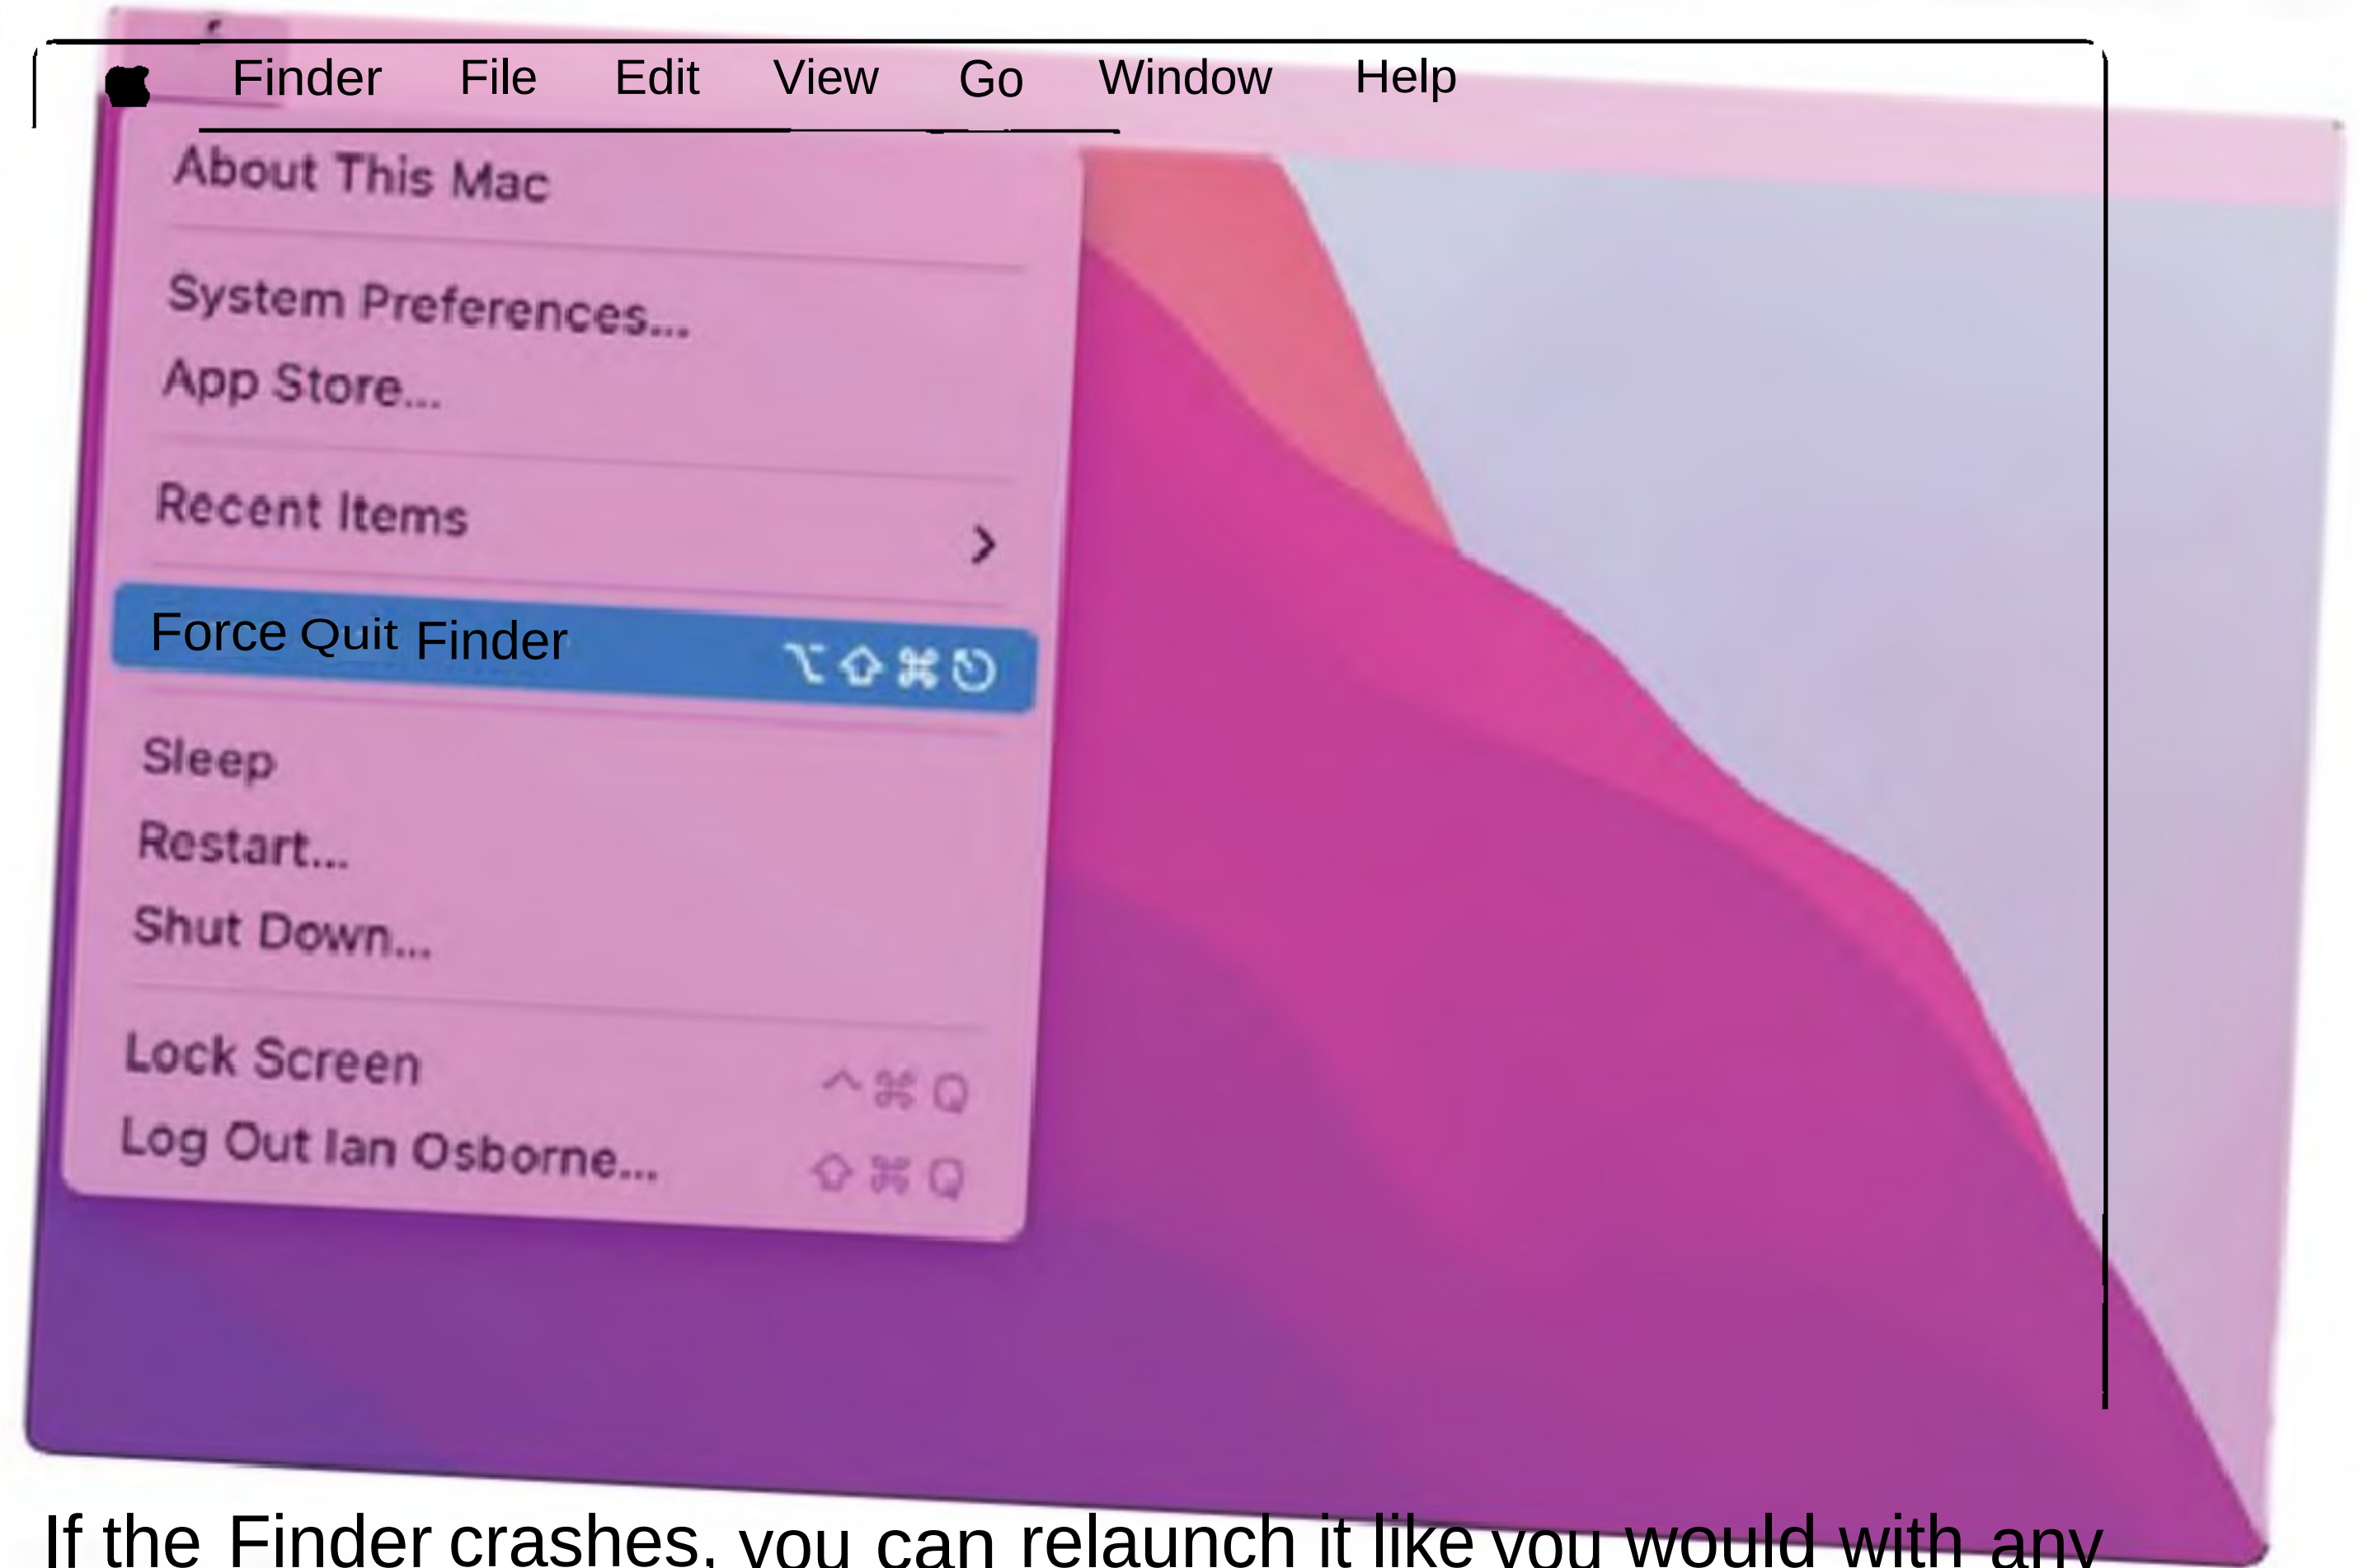 Finder File Edit View Go Window Help
About This Mac
System Preferences...
App Store...
Recent Items
Force Quit Finder ⌥⇧⌘⎋
Sleep
Restart...
Shut Down...
Lock Screen ^⌘Q
Log Out Ian Osborne... ⇧⌘Q
If the Finder crashes, you can relaunch it like you would with any